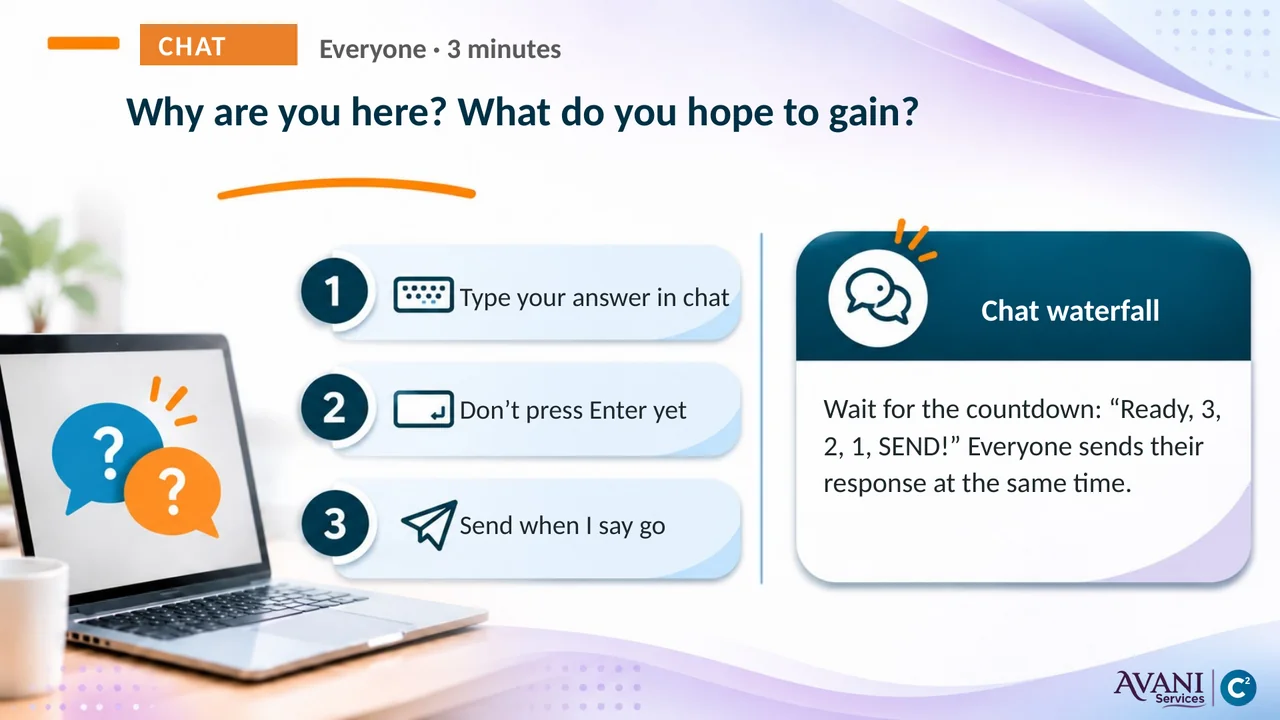 CHAT
Everyone · 3 minutes
Why are you here? What do you hope to gain?
1
Type your answer in chat
2
Don’t press Enter yet
3
Send when I say go
Chat waterfall
Wait for the countdown: “Ready, 3,
2, 1, SEND!” Everyone sends their
response at the same time.
?
?
AVANI
Services
C²